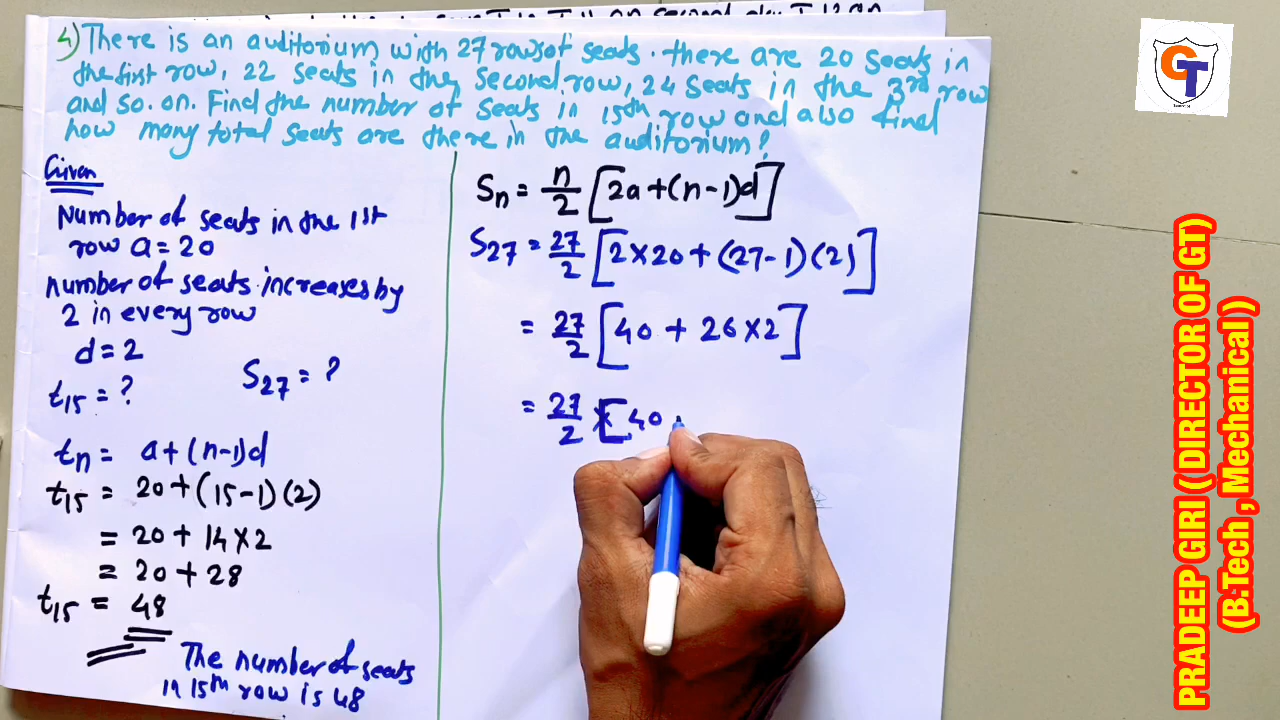 4) There is an auditorium with 27 rows of seats. there are 20 seats in
the first row, 22 seats in the second row, 24 seats in the 3rd row
and so. on. Find the number of seats in 15th row and also find
how many total seats are there in the auditorium?
Given
Number of seats in the 1st
row a = 20
number of seats increases by
2 in every row
d = 2
t15 = ?
S27 = ?
tn = a+(n-1)d
t15 = 20+(15-1)(2)
= 20+14×2
= 20+28
t15 = 48
The number of seats
in 15th row is 48
Sn = n/2 [2a+(n-1)d]
S27 = 27/2 [2×20+(27-1)(2)]
= 27/2 [40 + 26×2]
= 27/2 × [40
GT
PRADEEP GIRI ( DIRECTOR OF GT)
(B.Tech , Mechanical )